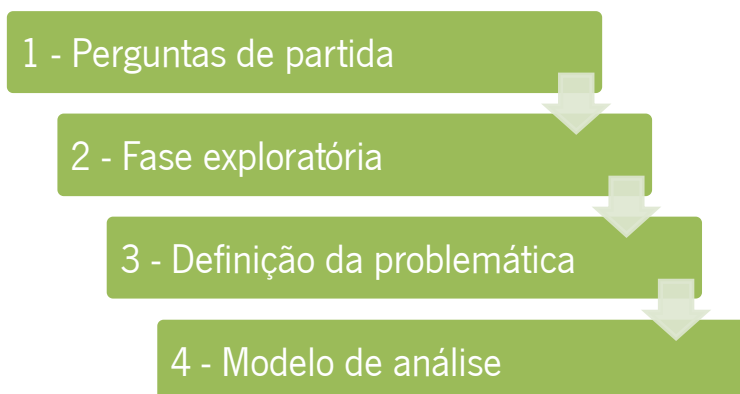 1 - Perguntas de partida
2 - Fase exploratória
3 - Definição da problemática
4 - Modelo de análise